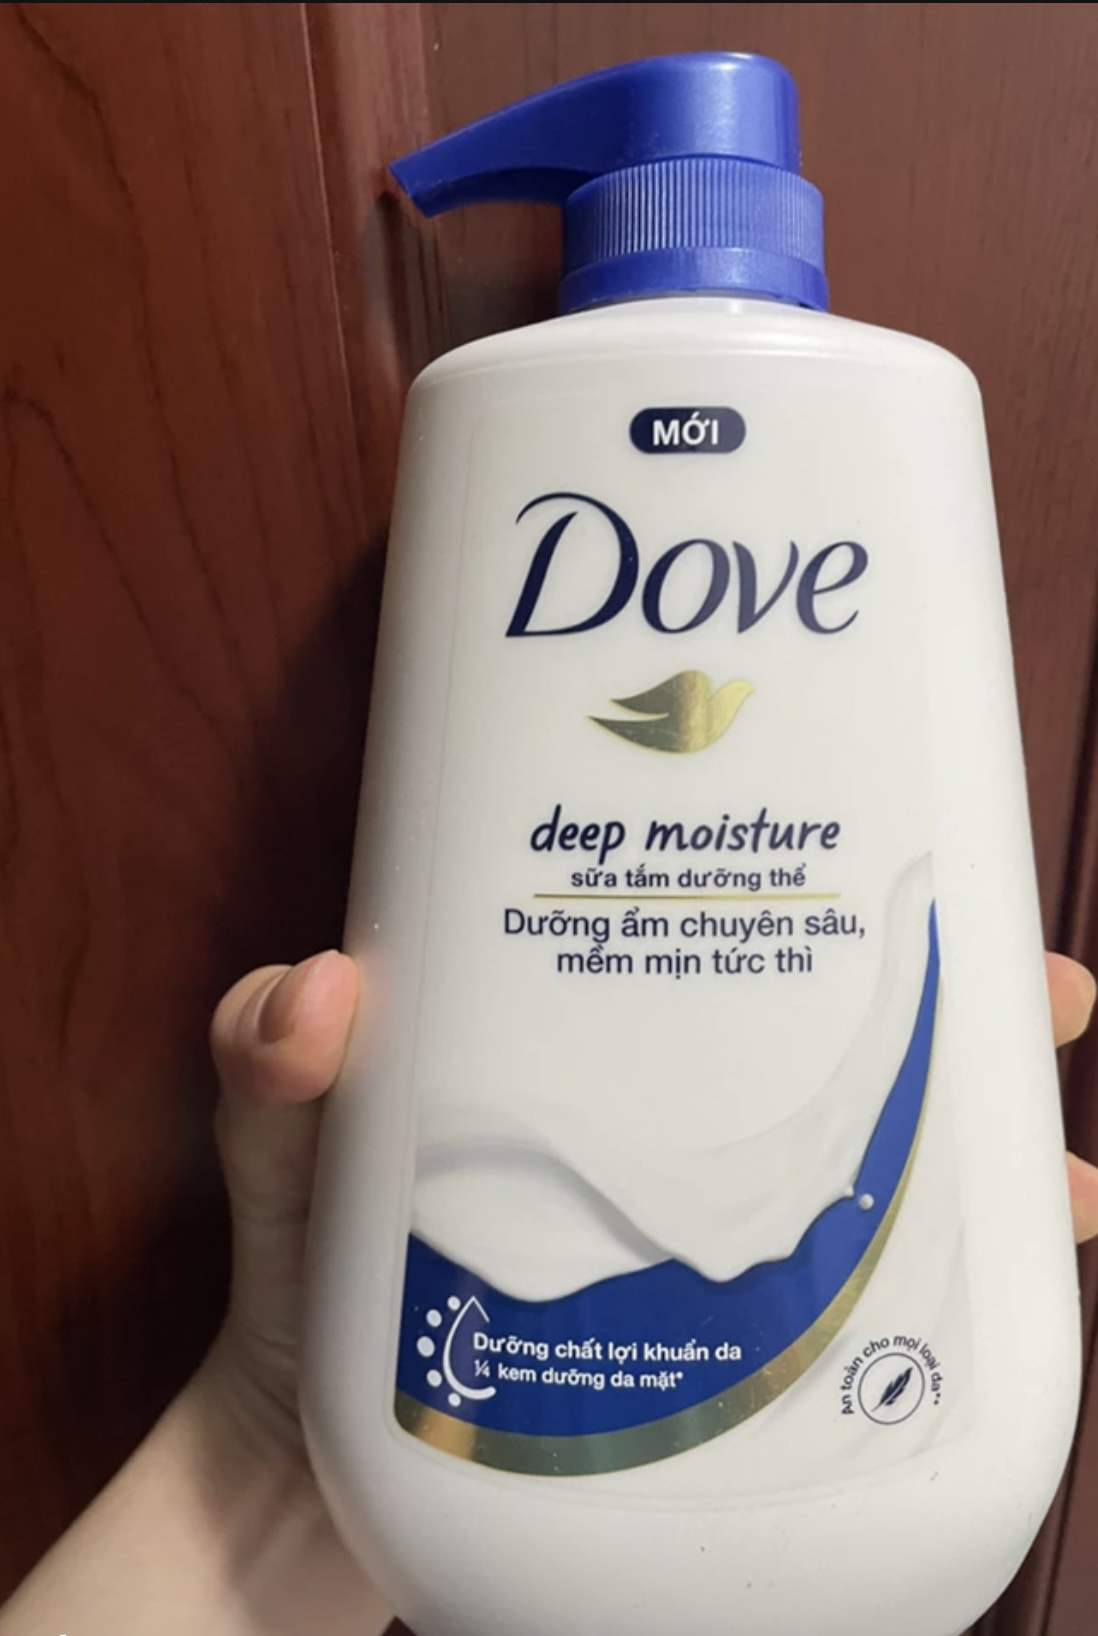 MỚI
Dove
deep moisture
sữa tắm dưỡng thể
Dưỡng ẩm chuyên sâu,
mềm mịn tức thì
Dưỡng chất lợi khuẩn da
¼ kem dưỡng da mặt*
An toàn cho mọi loại da**